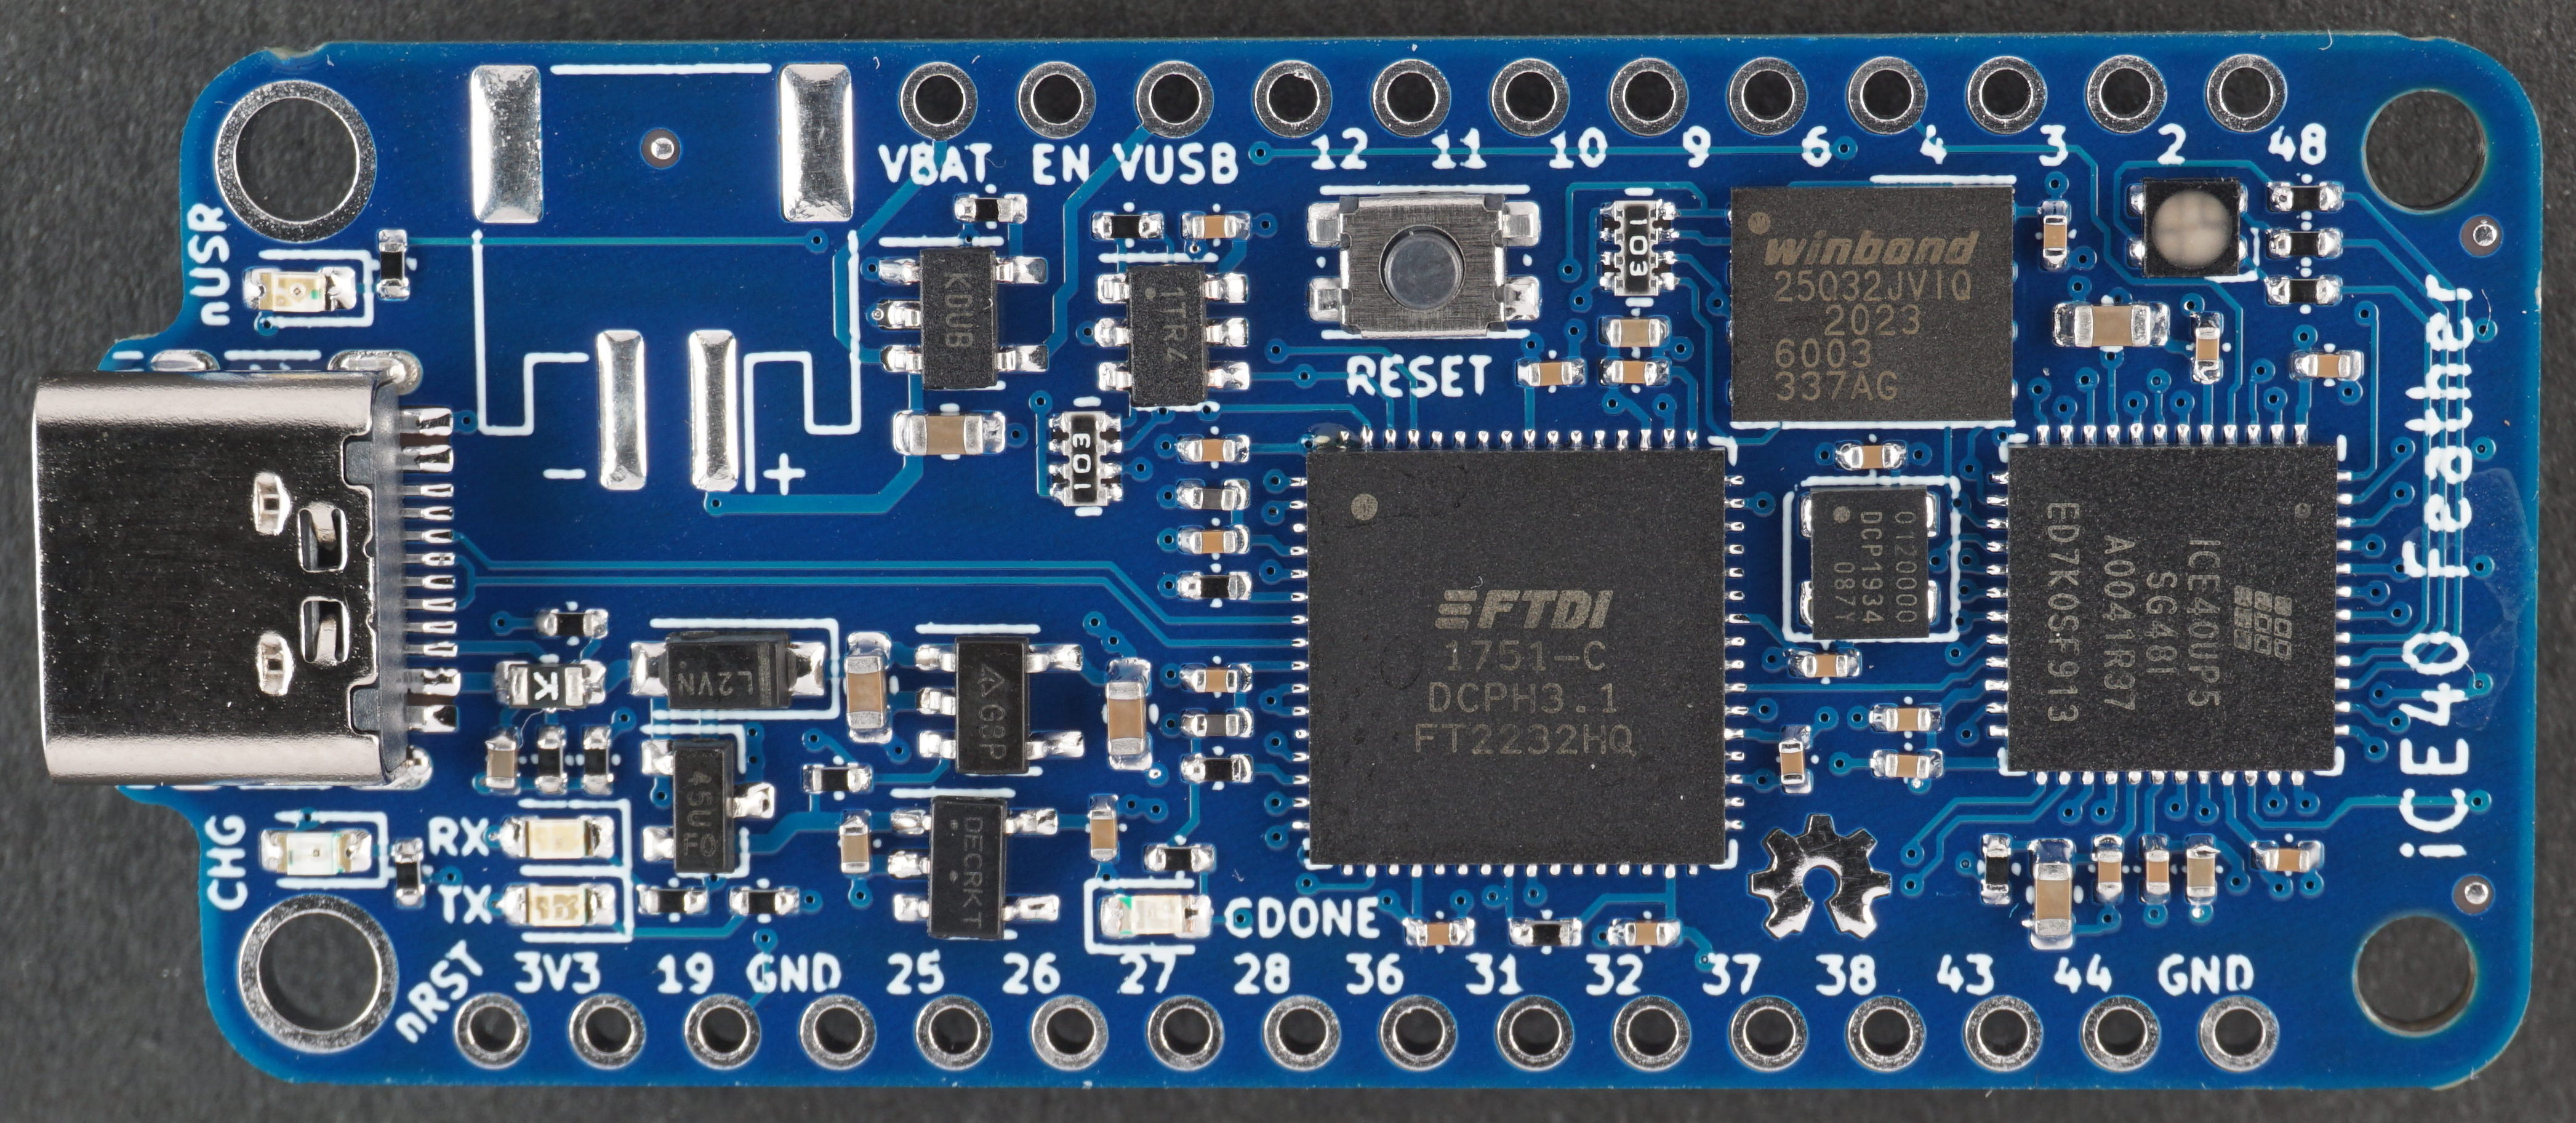 VBAT EN VUSB 12 11 10 9 6 4 3 2 48
nUSR
KDUB
1TR4
RESET
103
103
winbond
25Q32JVIQ
2023
6003
337AG
- +
FTDI
1751-C
DCPH3.1
FT2232HQ
012000
DCP1934
087Y
iCE40UP5
SG48I
A0041R97
ED7K0SF913
iCE40 Feather
K
L2VN
G8P
45U
DECRKT
CHG
RX
TX
CDONE
nRST 3V3 19 GND 25 26 27 28 36 31 32 37 38 43 44 GND